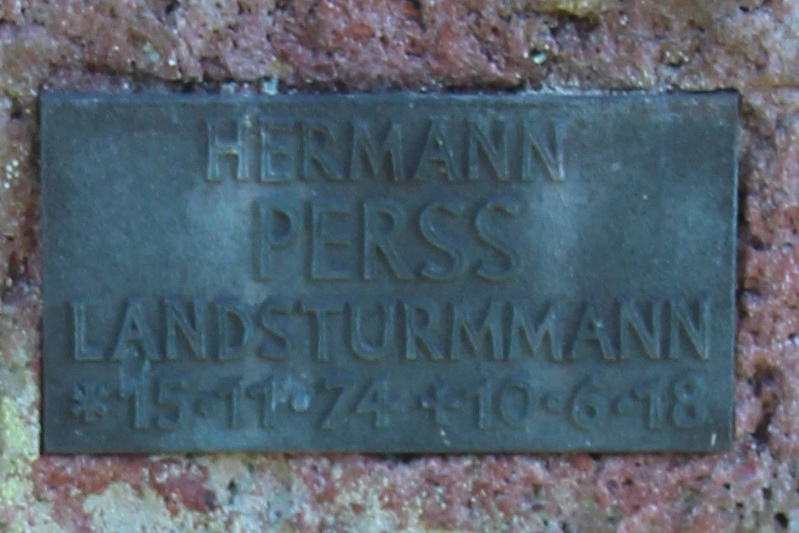 HERMANN
PERSS
LANDSTURMMANN
*15·11·74 +10·6·18